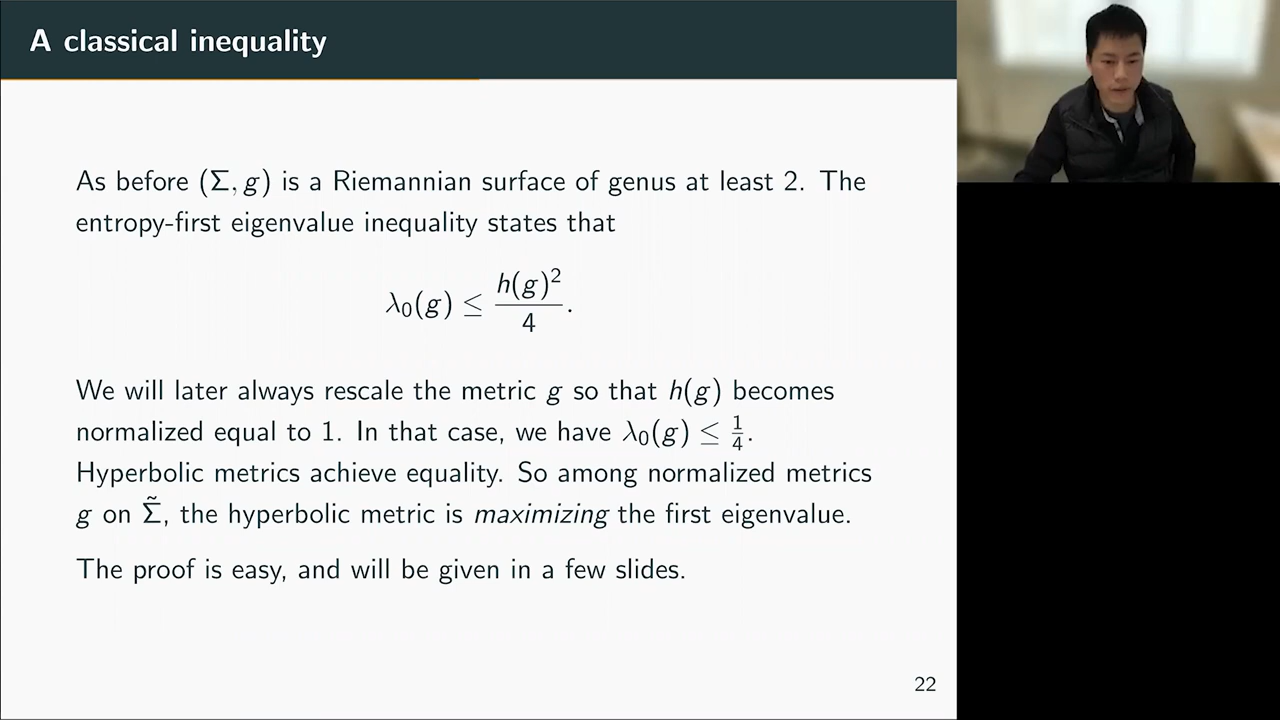 A classical inequality
As before (Σ, g) is a Riemannian surface of genus at least 2. The
entropy-first eigenvalue inequality states that
λ₀(g) ≤ h(g)²/4.
We will later always rescale the metric g so that h(g) becomes
normalized equal to 1. In that case, we have λ₀(g) ≤ 1/4.
Hyperbolic metrics achieve equality. So among normalized metrics
g on Σ̃, the hyperbolic metric is maximizing the first eigenvalue.
The proof is easy, and will be given in a few slides.
22